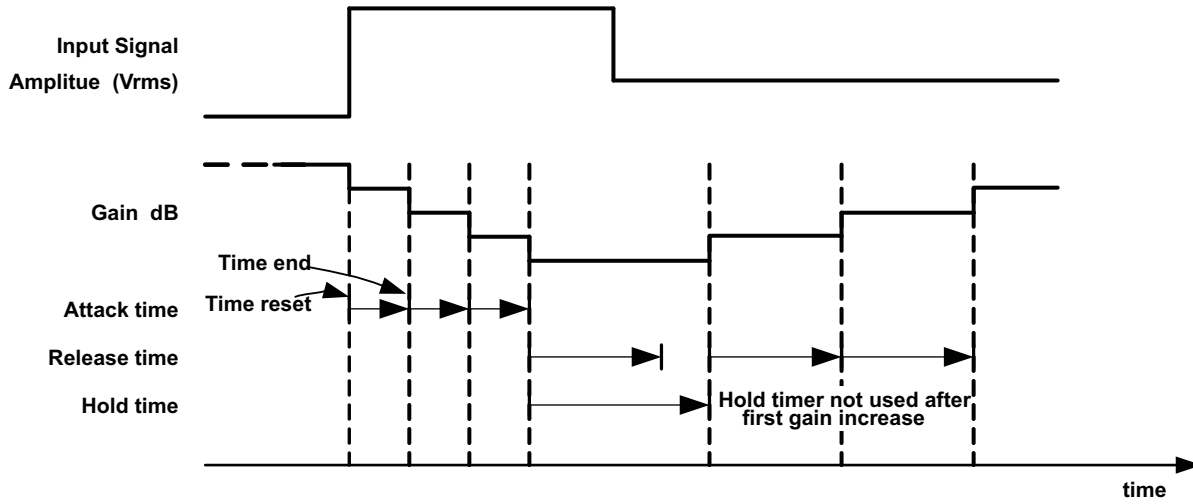 Input Signal
Amplitue (Vrms)
Gain dB
Time end
Time reset
Attack time
Release time
Hold time
Hold timer not used after
first gain increase
time